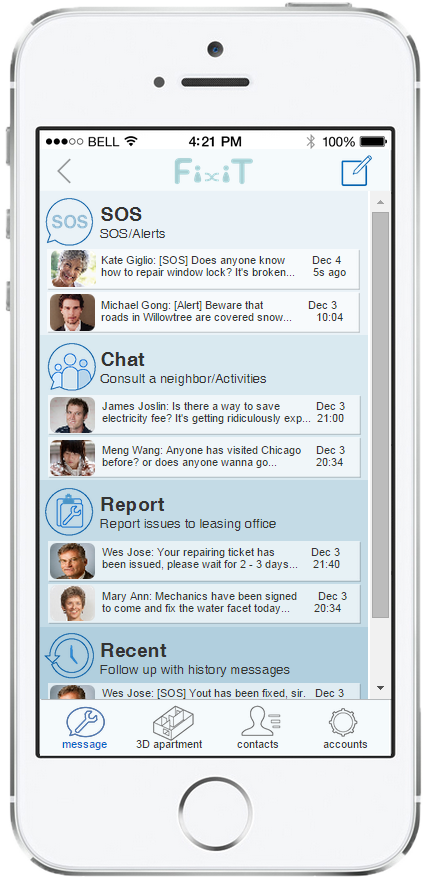 BELL 4:21 PM 100%
FixiT
SOS
SOS
SOS/Alerts
Kate Giglio: [SOS] Does anyone know Dec 4
how to repair window lock? It's broken... 5s ago
Michael Gong: [Alert] Beware that Dec 3
roads in Willowtree are covered snow... 10:04
Chat
Consult a neighbor/Activities
James Joslin: Is there a way to save Dec 3
electricity fee? It's getting ridiculously exp... 21:00
Meng Wang: Anyone has visited Chicago Dec 3
before? or does anyone wanna go... 20:34
Report
Report issues to leasing office
Wes Jose: Your repairing ticket has Dec 3
been issued, please wait for 2 - 3 days... 21:40
Mary Ann: Mechanics have been signed Dec 3
to come and fix the water facet today... 20:34
Recent
Follow up with history messages
Wes Jose: [SOS] Yout has been fixed, sir. Dec 3
message 3D apartment contacts accounts